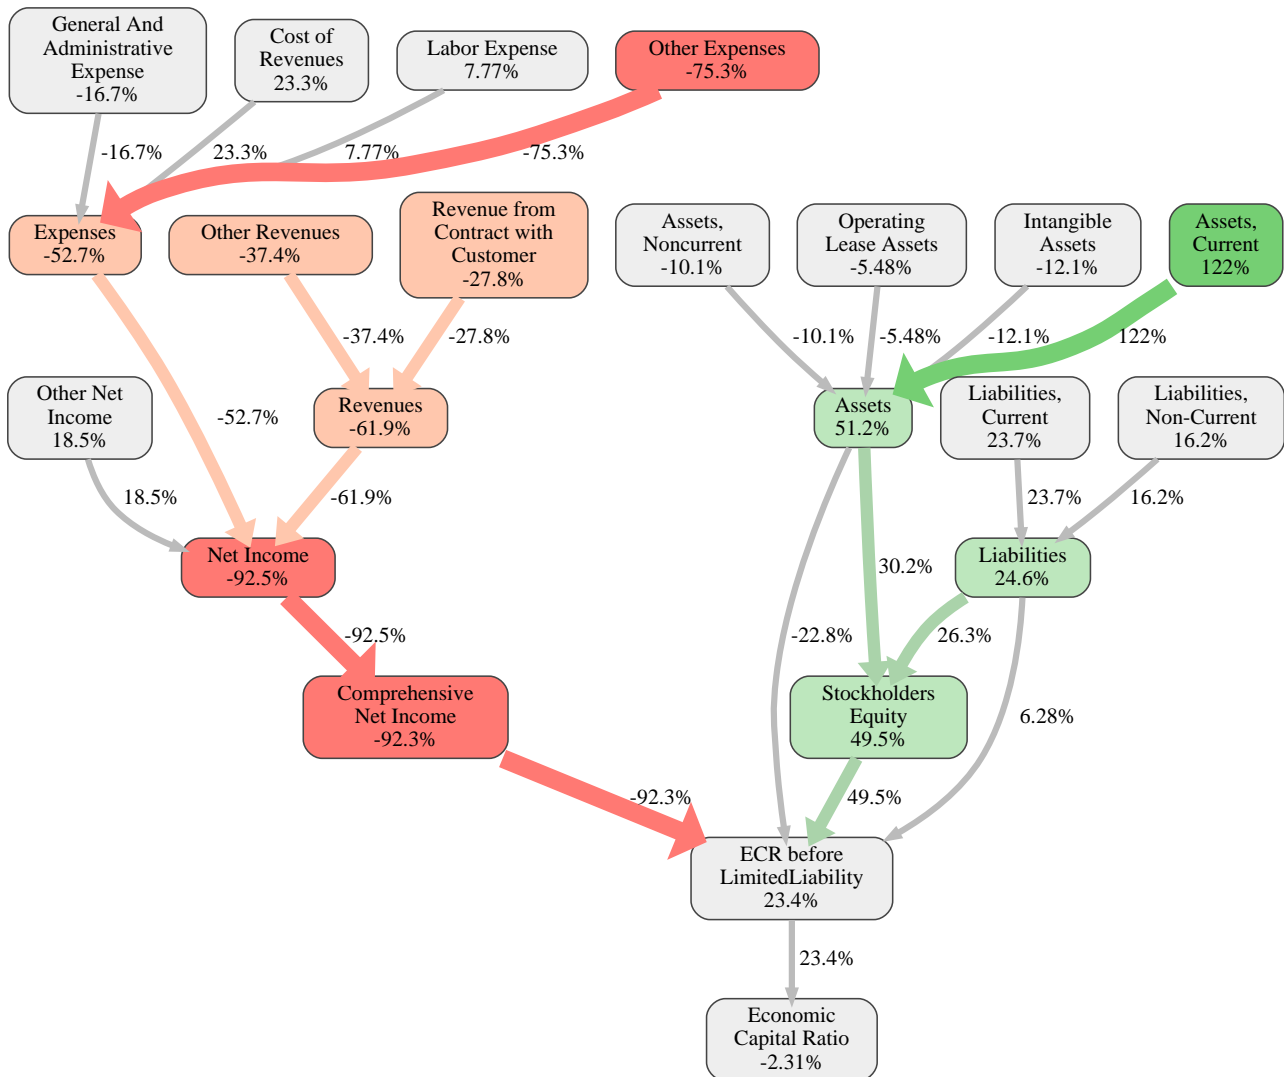 General And
Administrative
Expense
-16.7%
Cost of
Revenues
23.3%
Labor Expense
7.77%
Other Expenses
-75.3%
-16.7%
23.3%
7.77%
-75.3%
Expenses
-52.7%
Other Revenues
-37.4%
Revenue from
Contract with
Customer
-27.8%
Assets,
Noncurrent
-10.1%
Operating
Lease Assets
-5.48%
Intangible
Assets
-12.1%
Assets,
Current
122%
-37.4%
-27.8%
-10.1%
-5.48%
-12.1%
122%
Other Net
Income
18.5%
-52.7%
Revenues
-61.9%
Assets
51.2%
Liabilities,
Current
23.7%
Liabilities,
Non-Current
16.2%
18.5%
-61.9%
23.7%
16.2%
Net Income
-92.5%
30.2%
Liabilities
24.6%
-92.5%
-22.8%
26.3%
Comprehensive
Net Income
-92.3%
Stockholders
Equity
49.5%
6.28%
-92.3%
49.5%
ECR before
LimitedLiability
23.4%
23.4%
Economic
Capital Ratio
-2.31%